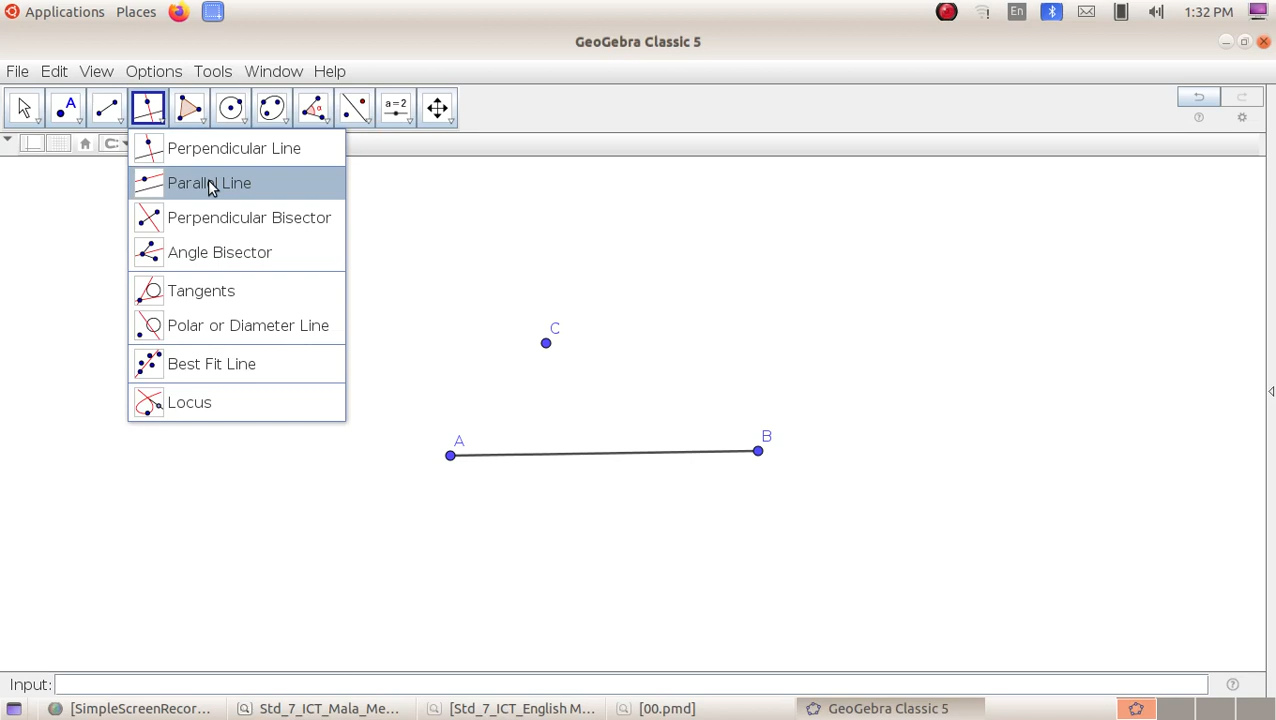 Applications Places En 1:32 PM
GeoGebra Classic 5
File Edit View Options Tools Window Help
A a=2
Perpendicular Line
Parallel Line
Perpendicular Bisector
Angle Bisector
Tangents
Polar or Diameter Line
Best Fit Line
Locus
C
A B
Input:
[SimpleScreenRecor... Std_7_ICT_Mala_Me... [Std_7_ICT_English M... [00.pmd] GeoGebra Classic 5